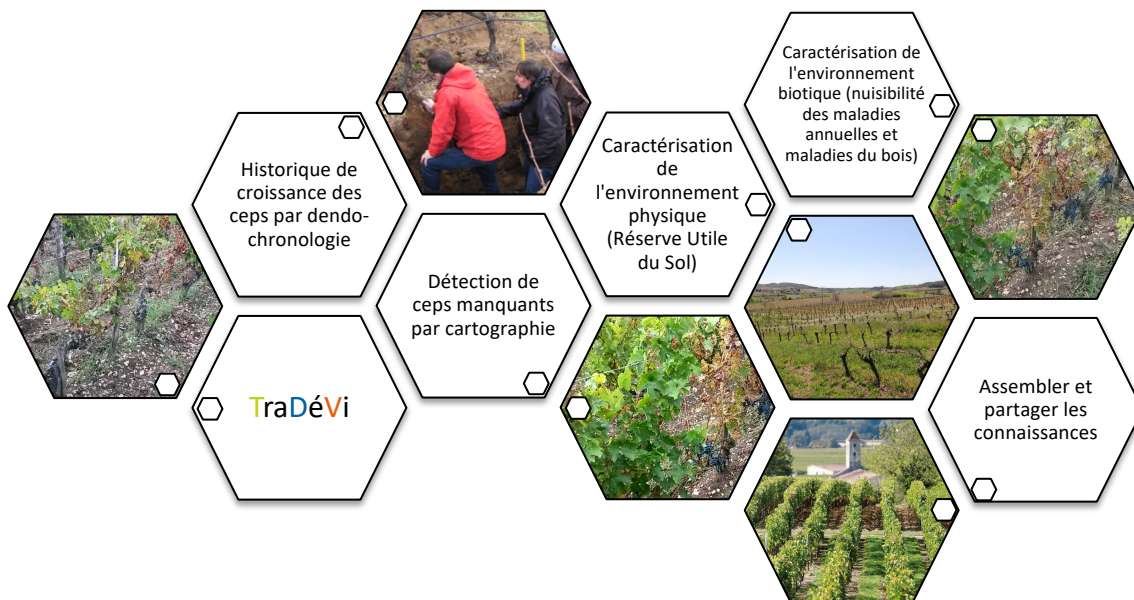 Historique de
croissance des
ceps par dendo-
chronologie
TraDéVi
Détection de
ceps manquants
par cartographie
Caractérisation
de
l'environnement
physique
(Réserve Utile
du Sol)
Caractérisation de
l'environnement
biotique (nuisibilité
des maladies
annuelles et
maladies du bois)
Assembler et
partager les
connaissances